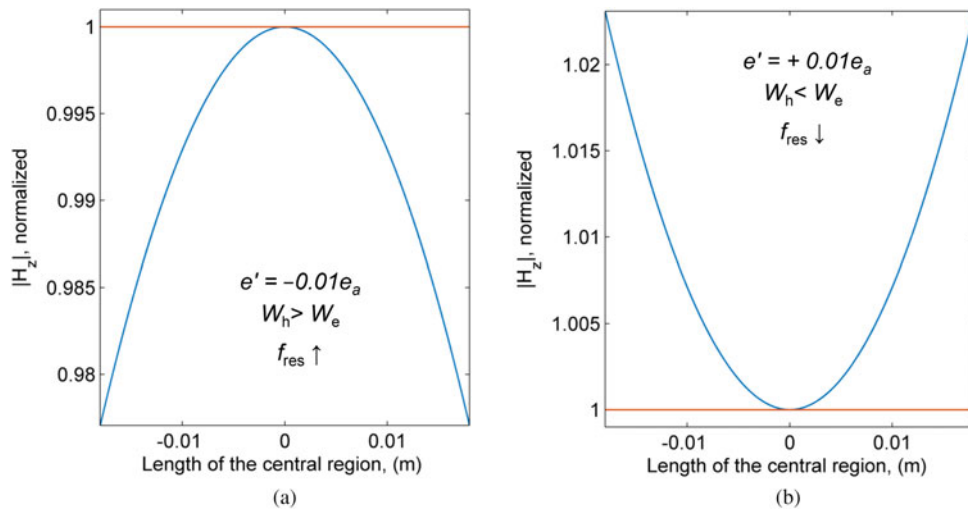 1
0.995
0.99
0.985
0.98
|H_z|, normalized
e' = −0.01e_a
W_h > W_e
f_res ↑
-0.01
0
0.01
Length of the central region, (m)
(a)
1.02
1.015
1.01
1.005
1
|H_z|, normalized
e' = + 0.01e_a
W_h < W_e
f_res ↓
-0.01
0
0.01
Length of the central region, (m)
(b)